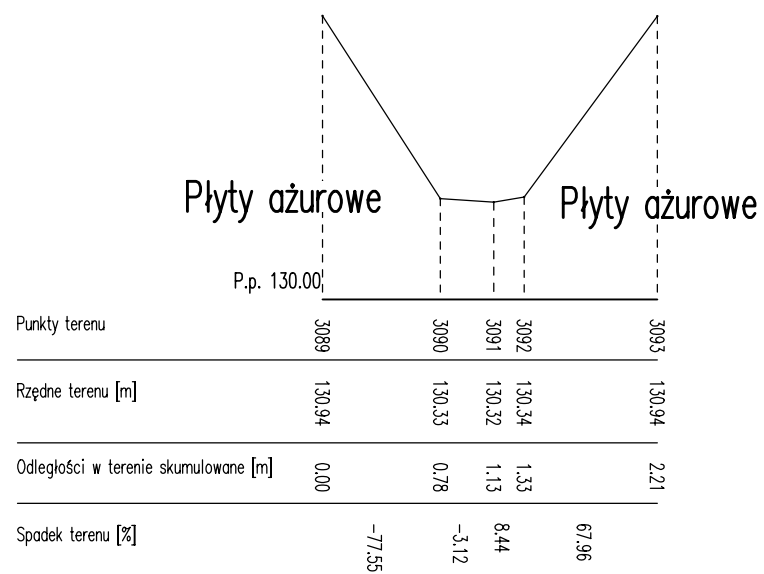 Płyty ażurowe
Płyty ażurowe
P.p. 130.00
Punkty terenu 3089 3090 3091 3092 3093
Rzędne terenu [m] 130.94 130.33 130.32 130.34 130.94
Odległości w terenie skumulowane [m] 0.00 0.78 1.13 1.33 2.21
Spadek terenu [%] -77.55 -3.12 8.44 67.96